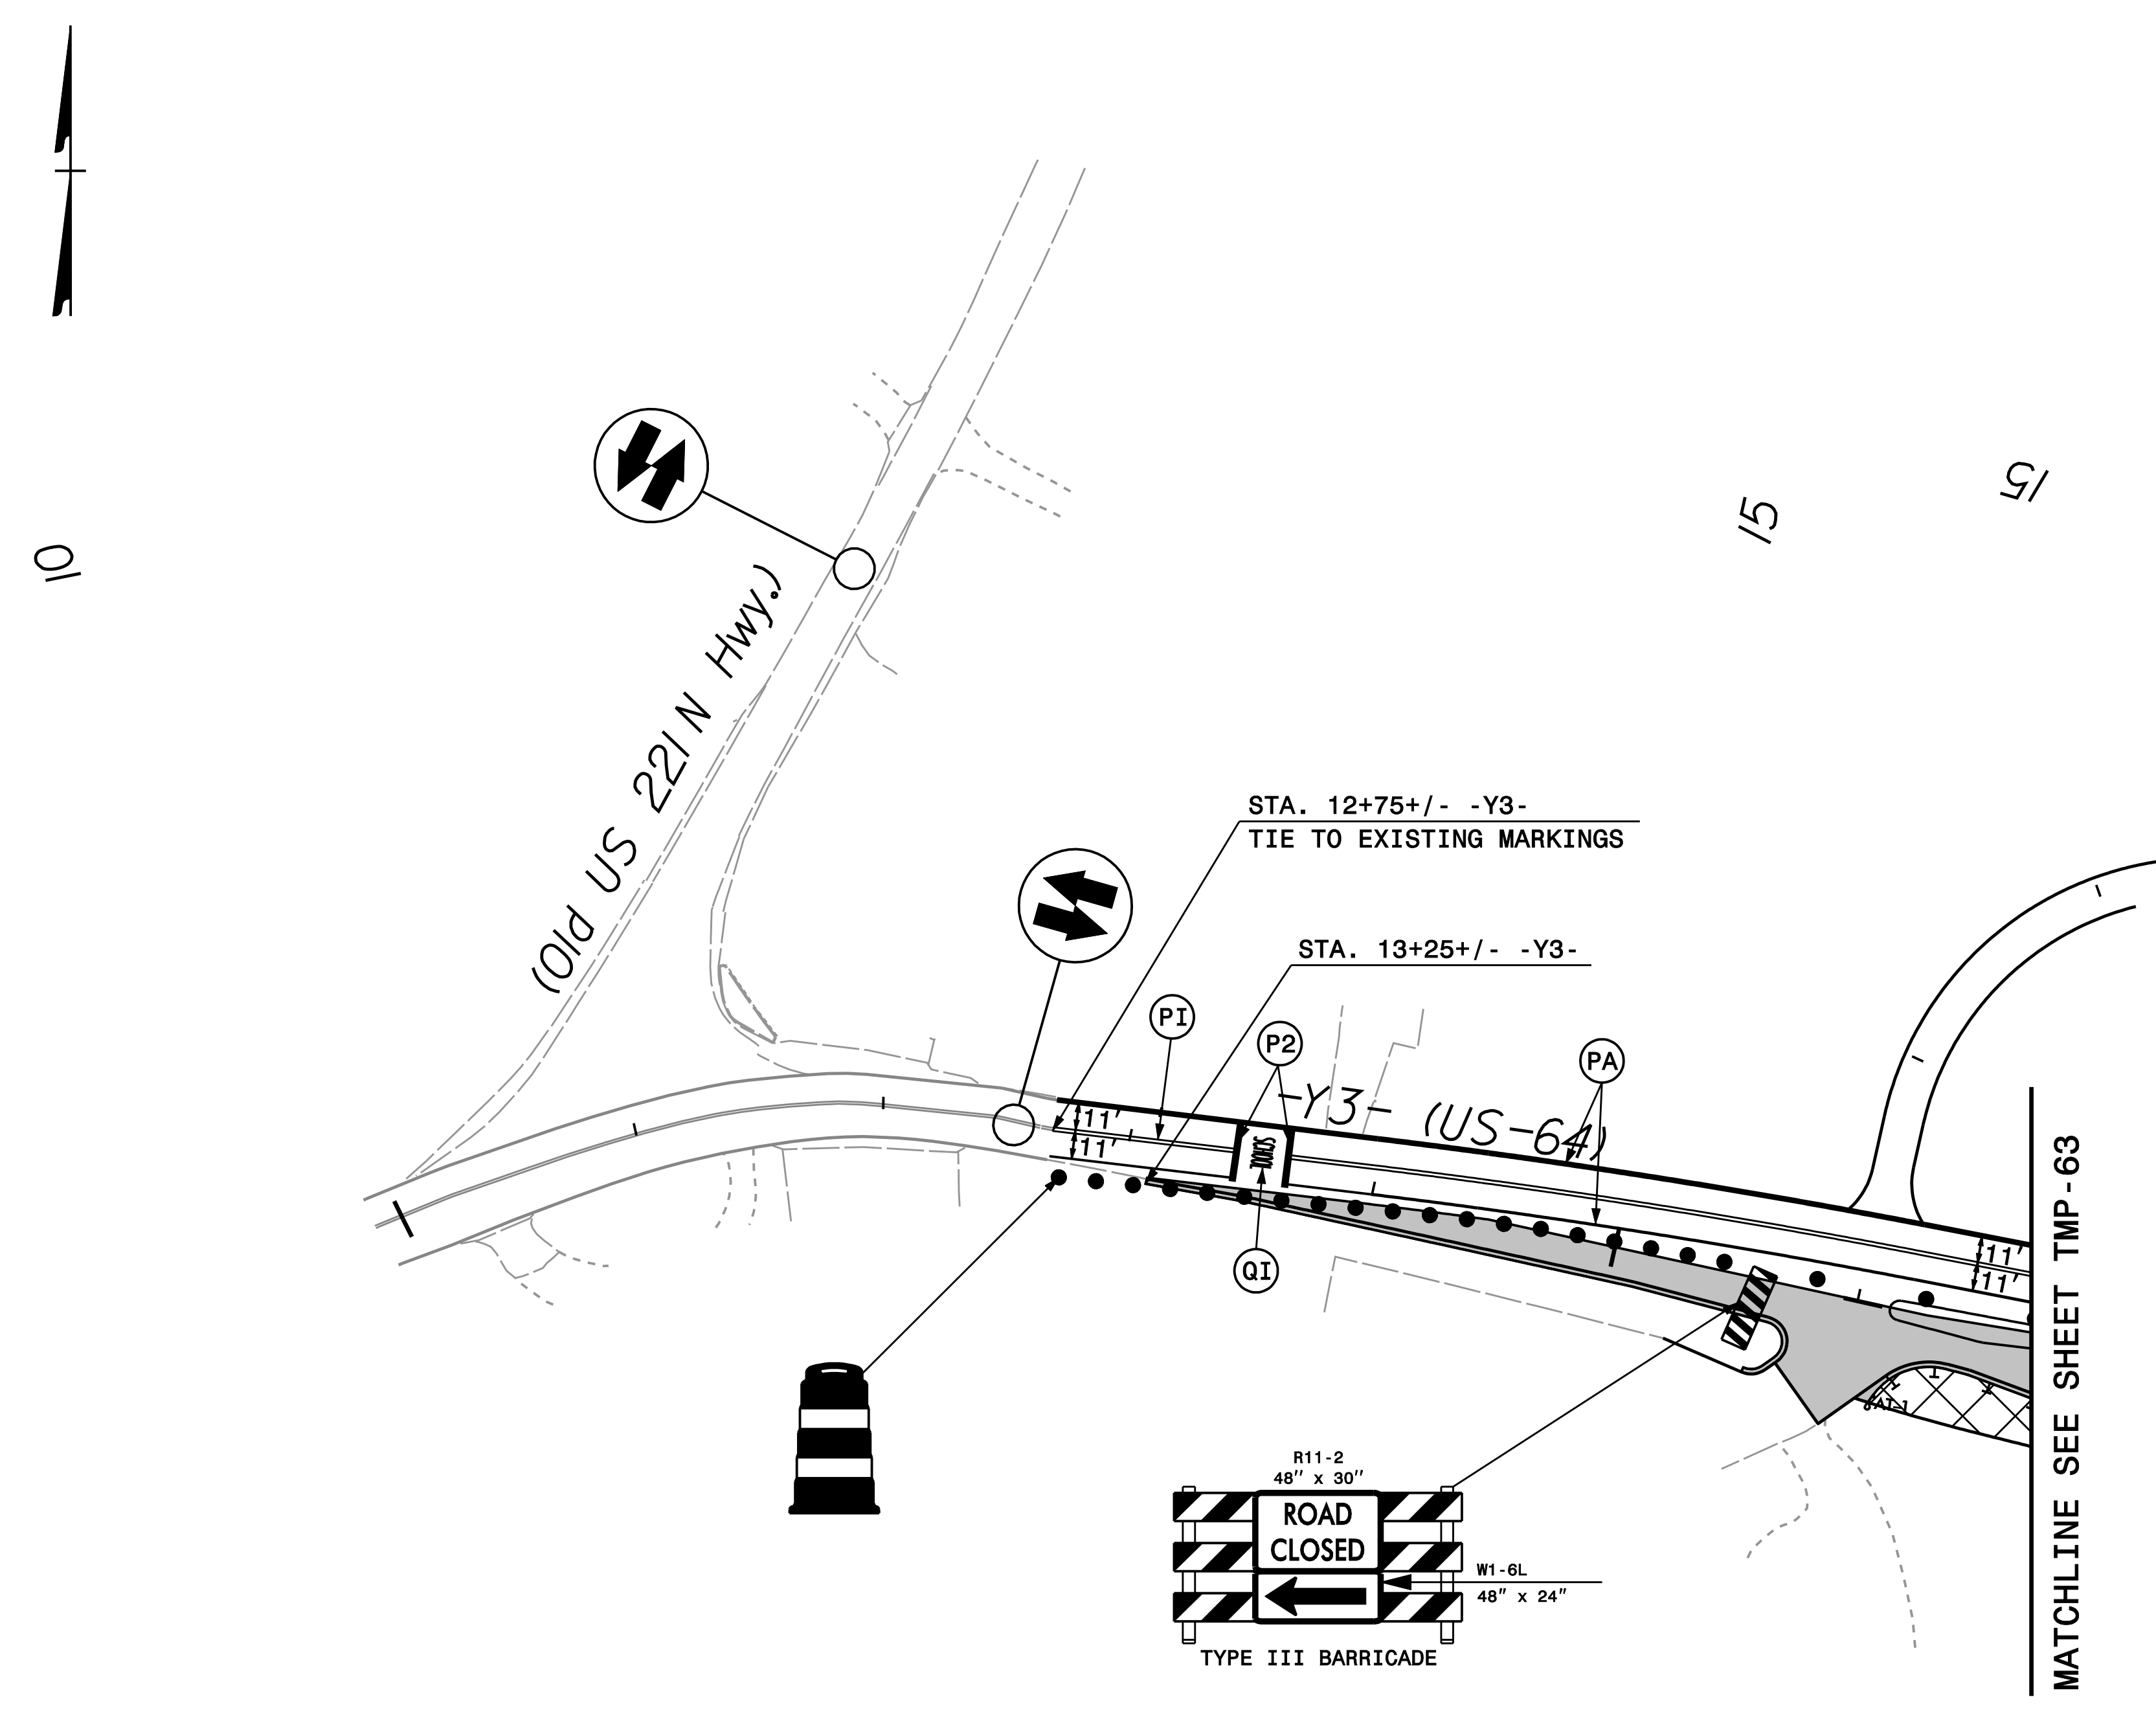 10
15
15
(Old US 221 N Hwy.)
STA. 12+75+/- -Y3-
TIE TO EXISTING MARKINGS
STA. 13+25+/- -Y3-
PI
P2
PA
-Y3- (US-64)
11'
11'
SCHOOL
QI
11'
11'
R11-2
48" x 30"
ROAD
CLOSED
W1-6L
48" x 24"
TYPE III BARRICADE
MATCHLINE SEE SHEET TMP-63